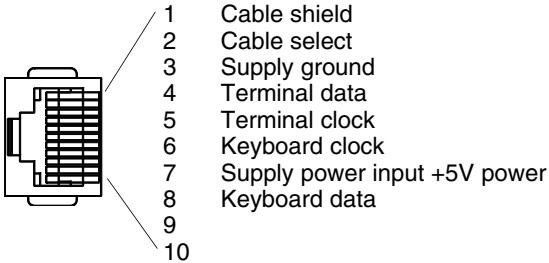 1 Cable shield
2 Cable select
3 Supply ground
4 Terminal data
5 Terminal clock
6 Keyboard clock
7 Supply power input +5V power
8 Keyboard data
9
10